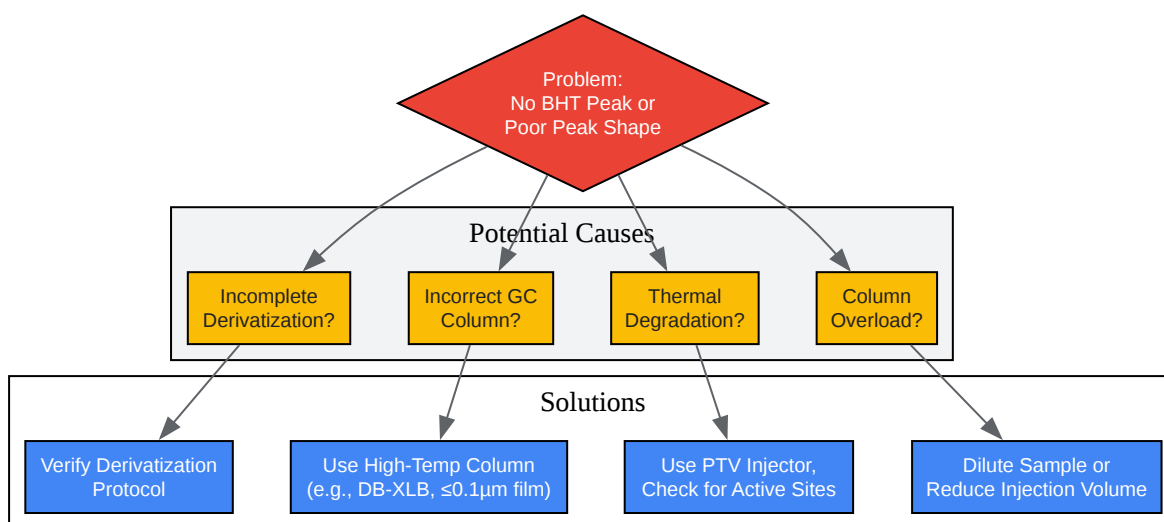 Problem:
No BHT Peak or
Poor Peak Shape
Potential Causes
Incomplete
Derivatization?
Incorrect GC
Column?
Thermal
Degradation?
Column
Overload?
Solutions
Verify Derivatization
Protocol
Use High-Temp Column
(e.g., DB-XLB, ≤0.1µm film)
Use PTV Injector,
Check for Active Sites
Dilute Sample or
Reduce Injection Volume